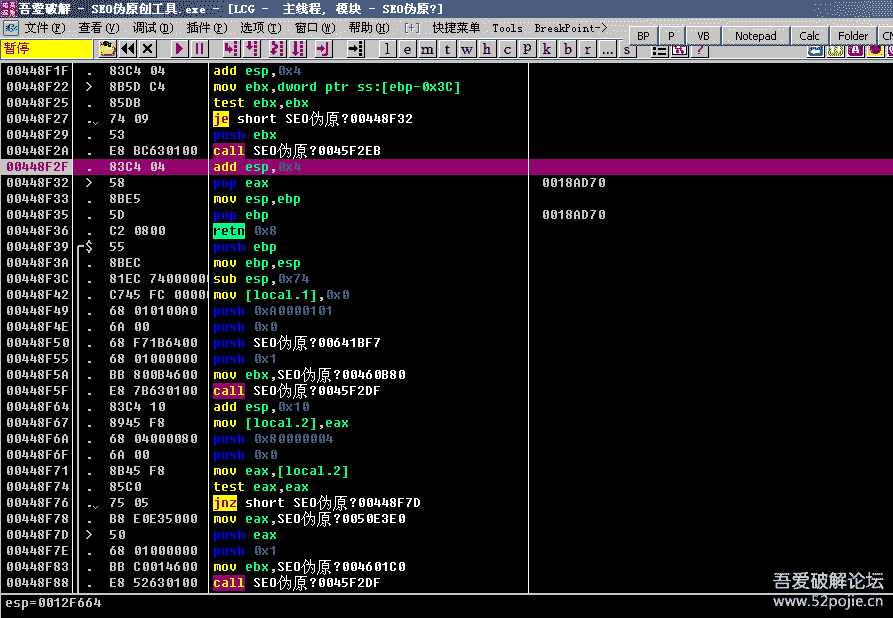 吾爱破解 - SEO伪原创工具.exe - [LCG - 主线程, 模块 - SEO伪原?]
文件(F) 查看(V) 调试(D) 插件(P) 选项(T) 窗口(W) 帮助(H) [+] 快捷菜单 Tools BreakPoint->
BP P VB Notepad Calc Folder CN
暂停 l e m t w h c p k b r ... s ?
00448F1F . 83C4 04 add esp,0x4
00448F22 > 8B5D C4 mov ebx,dword ptr ss:[ebp-0x3C]
00448F25 . 85DB test ebx,ebx
00448F27 . 74 09 je short SEO伪原?00448F32
00448F29 . 53 push ebx
00448F2A . E8 BC630100 call SEO伪原?0045F2EB
00448F2F . 83C4 04 add esp,0x4
00448F32 > 58 pop eax 0018AD70
00448F33 . 8BE5 mov esp,ebp
00448F35 . 5D pop ebp 0018AD70
00448F36 . C2 0800 retn 0x8
00448F39 $ 55 push ebp
00448F3A . 8BEC mov ebp,esp
00448F3C . 81EC 7400000 sub esp,0x74
00448F42 . C745 FC 0000 mov [local.1],0x0
00448F49 . 68 010100A0 push 0xA0000101
00448F4E . 6A 00 push 0x0
00448F50 . 68 F71B6400 push SEO伪原?00641BF7
00448F55 . 68 01000000 push 0x1
00448F5A . BB 800B4600 mov ebx,SEO伪原?00460B80
00448F5F . E8 7B630100 call SEO伪原?0045F2DF
00448F64 . 83C4 10 add esp,0x10
00448F67 . 8945 F8 mov [local.2],eax
00448F6A . 68 04000080 push 0x80000004
00448F6F . 6A 00 push 0x0
00448F71 . 8B45 F8 mov eax,[local.2]
00448F74 . 85C0 test eax,eax
00448F76 . 75 05 jnz short SEO伪原?00448F7D
00448F78 . B8 E0E35000 mov eax,SEO伪原?0050E3E0
00448F7D > 50 push eax
00448F7E . 68 01000000 push 0x1
00448F83 . BB C0014600 mov ebx,SEO伪原?004601C0
00448F88 . E8 52630100 call SEO伪原?0045F2DF
esp=0012F664
吾爱破解论坛
www.52pojie.cn